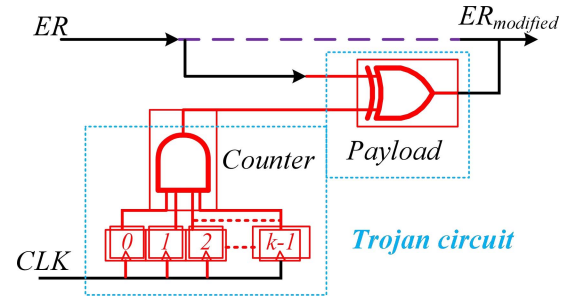 ER
ER_modified
Counter
Payload
0 1 2 k-1
Trojan circuit
CLK